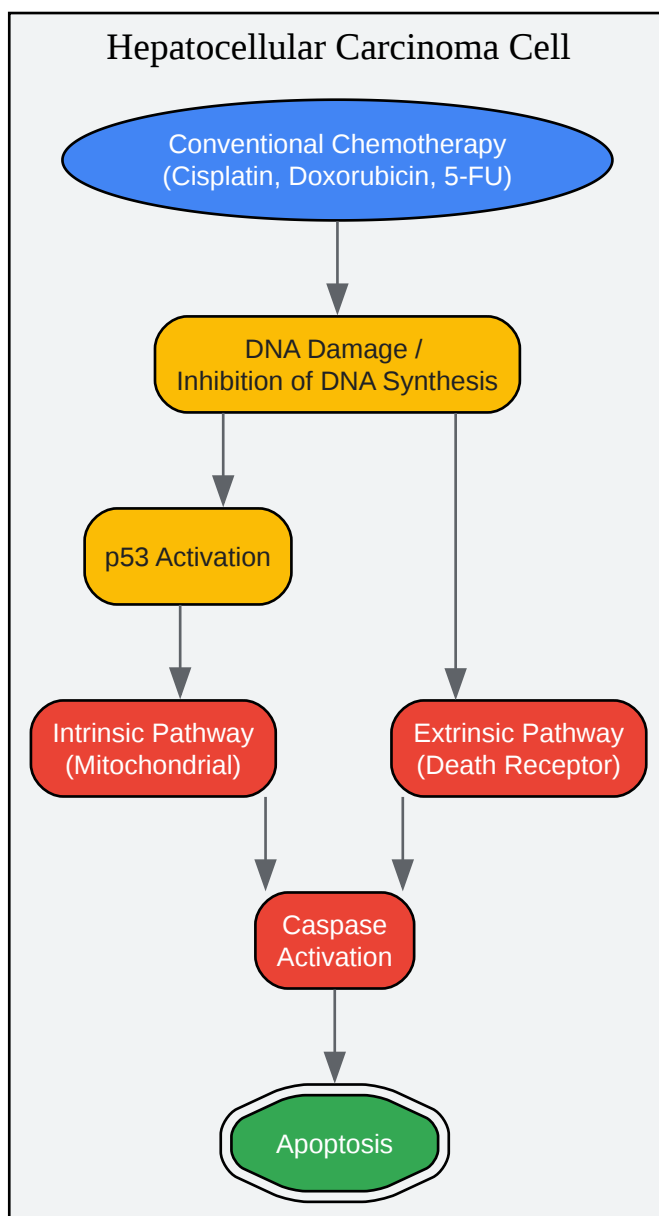 Hepatocellular Carcinoma Cell
Conventional Chemotherapy
(Cisplatin, Doxorubicin, 5-FU)
DNA Damage /
Inhibition of DNA Synthesis
p53 Activation
Intrinsic Pathway
(Mitochondrial)
Extrinsic Pathway
(Death Receptor)
Caspase
Activation
Apoptosis